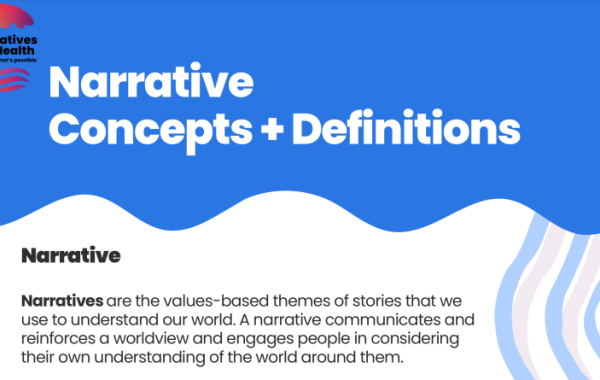 atives
Health
hat's possible
Narrative
Concepts + Definitions
Narrative
Narratives are the values-based themes of stories that we
use to understand our world. A narrative communicates and
reinforces a worldview and engages people in considering
their own understanding of the world around them.